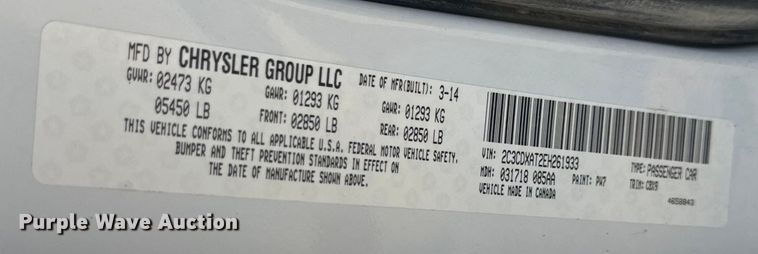 MFD BY CHRYSLER GROUP LLC
DATE OF MFR(BUILT): 3-14
GVWR: 02473 KG
GAWR: 01293 KG
GAWR: 01293 KG
05450 LB
FRONT: 02850 LB
REAR: 02850 LB
THIS VEHICLE CONFORMS TO ALL APPLICABLE U.S.A. FEDERAL MOTOR VEHICLE SAFETY,
BUMPER AND THEFT PREVENTION STANDARDS IN EFFECT ON
THE DATE OF MANUFACTURE SHOWN ABOVE.
VIN: 2C3CDXAT2EH261933
TYPE: PASSENGER CAR
MDH: 031718 085AA
PAINT: PW7
TRIM: CBX9
VEHICLE MADE IN CANADA
Purple Wave Auction